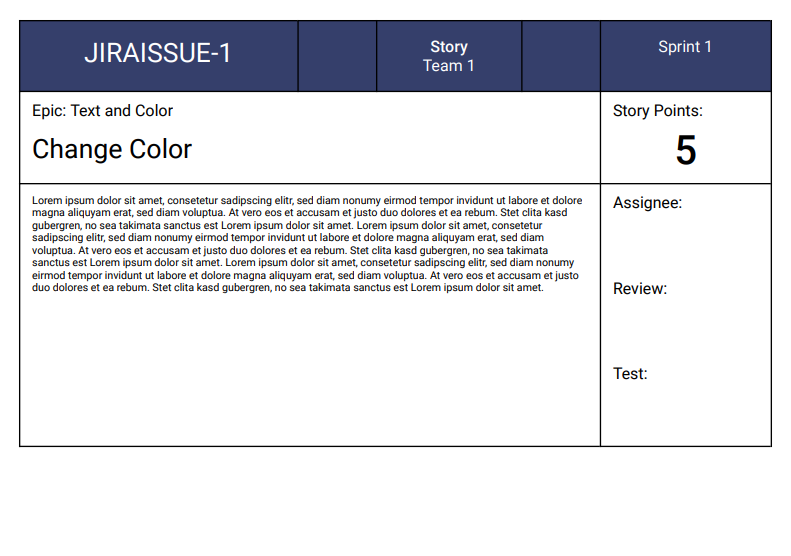 JIRAISSUE-1
Story
Team 1
Sprint 1
Epic: Text and Color
Change Color
Story Points:
5
Lorem ipsum dolor sit amet, consetetur sadipscing elitr, sed diam nonumy eirmod tempor invidunt ut labore et dolore
magna aliquyam erat, sed diam voluptua. At vero eos et accusam et justo duo dolores et ea rebum. Stet clita kasd
gubergren, no sea takimata sanctus est Lorem ipsum dolor sit amet. Lorem ipsum dolor sit amet, consetetur
sadipscing elitr, sed diam nonumy eirmod tempor invidunt ut labore et dolore magna aliquyam erat, sed diam
voluptua. At vero eos et accusam et justo duo dolores et ea rebum. Stet clita kasd gubergren, no sea takimata
sanctus est Lorem ipsum dolor sit amet. Lorem ipsum dolor sit amet, consetetur sadipscing elitr, sed diam nonumy
eirmod tempor invidunt ut labore et dolore magna aliquyam erat, sed diam voluptua. At vero eos et accusam et justo
duo dolores et ea rebum. Stet clita kasd gubergren, no sea takimata sanctus est Lorem ipsum dolor sit amet.
Assignee:
Review:
Test: